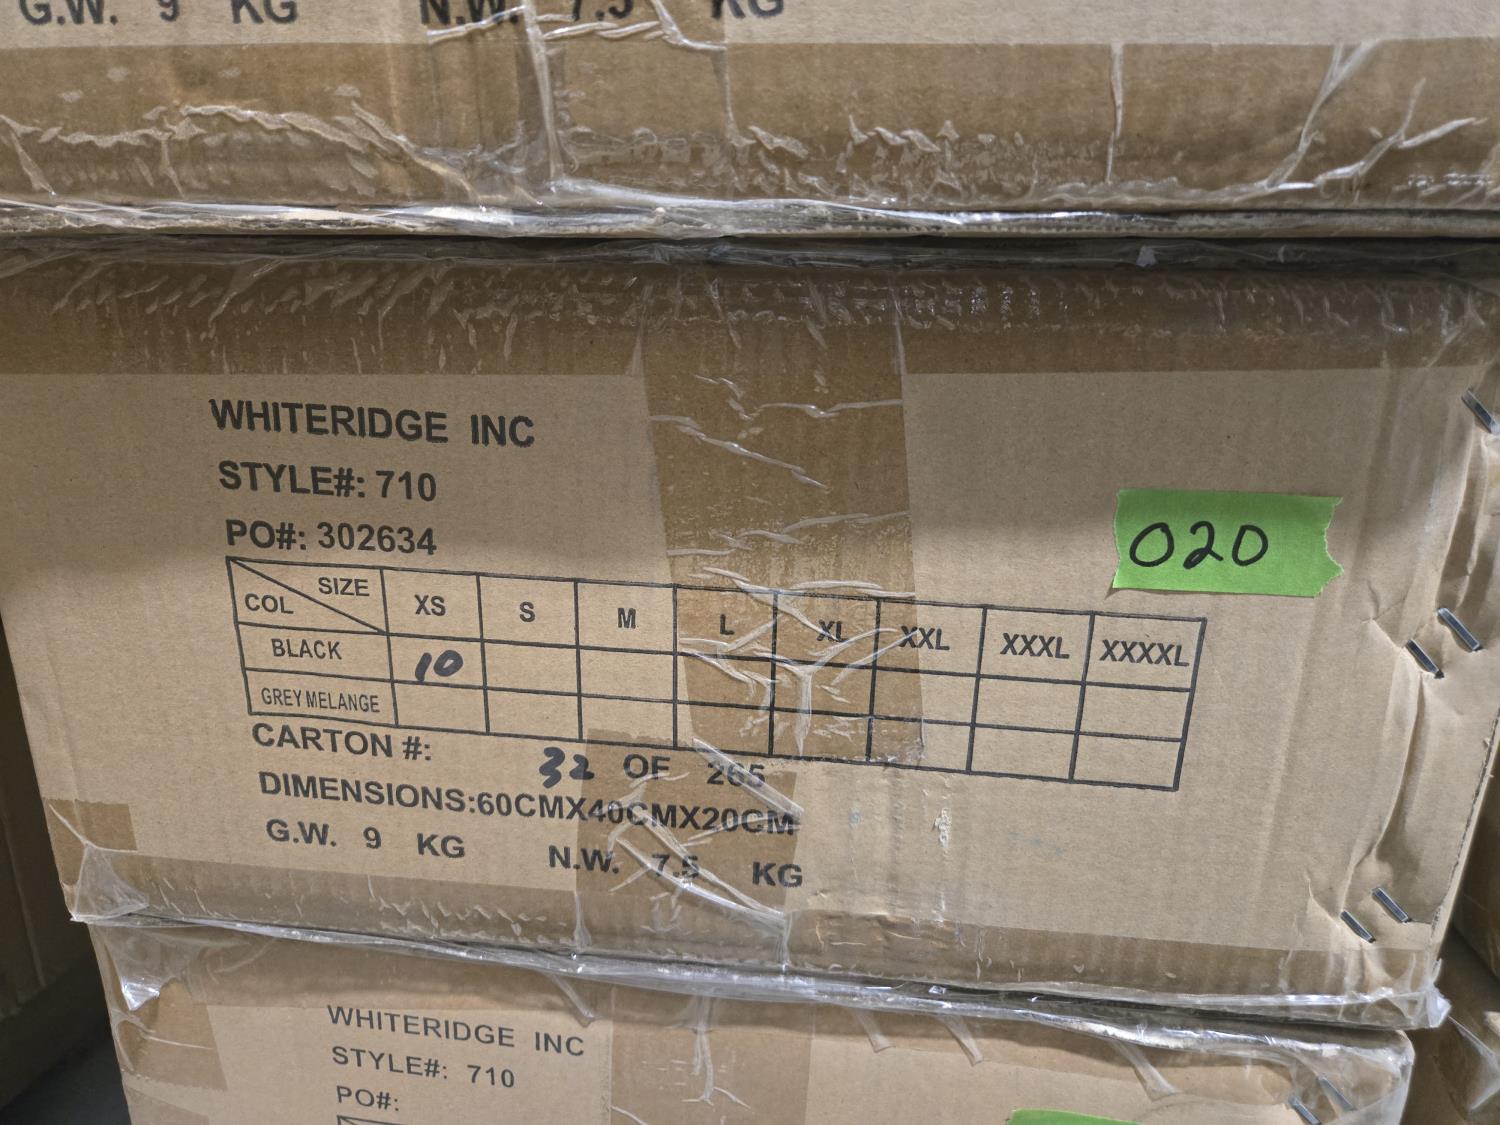 G.W. 9 KG N.W. 7.5 KG
WHITERIDGE INC
STYLE#: 710
PO#: 302634
020
SIZE COL XS S M L XL XXL XXXL XXXXL
BLACK 10
GREY MELANGE
CARTON #: 32 OF 265
DIMENSIONS:60CMX40CMX20CM
G.W. 9 KG N.W. 7.5 KG
WHITERIDGE INC
STYLE#: 710
PO#: